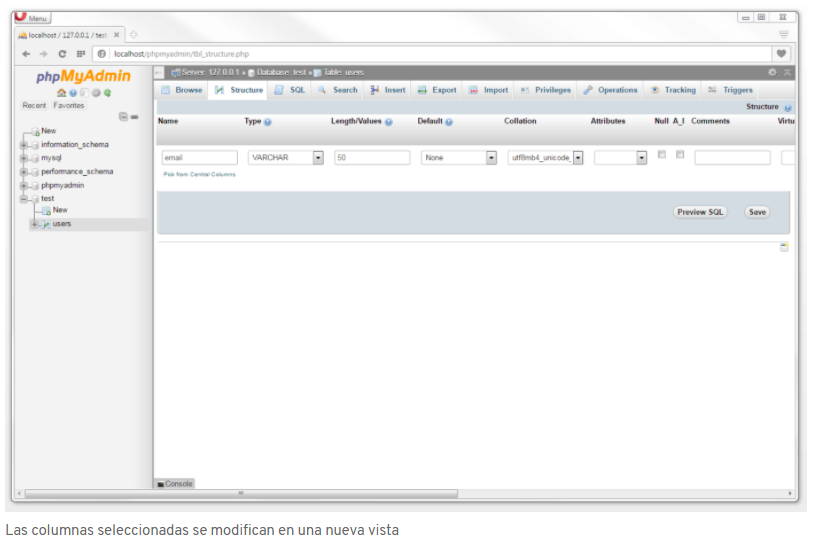 Menu
localhost / 127.0.0.1 / test
localhost/phpmyadmin/tbl_structure.php
phpMyAdmin
Recent Favorites
New
information_schema
mysql
performance_schema
phpmyadmin
test
New
users
Server: 127.0.0.1 » Database: test » Table: users
Browse Structure SQL Search Insert Export Import Privileges Operations Tracking Triggers
Structure
Name Type Length/Values Default Collation Attributes Null A_I Comments Virtu
email VARCHAR 50 None utf8mb4_unicode_
Pick from Central Columns
Preview SQL Save
Console
Las columnas seleccionadas se modifican en una nueva vista